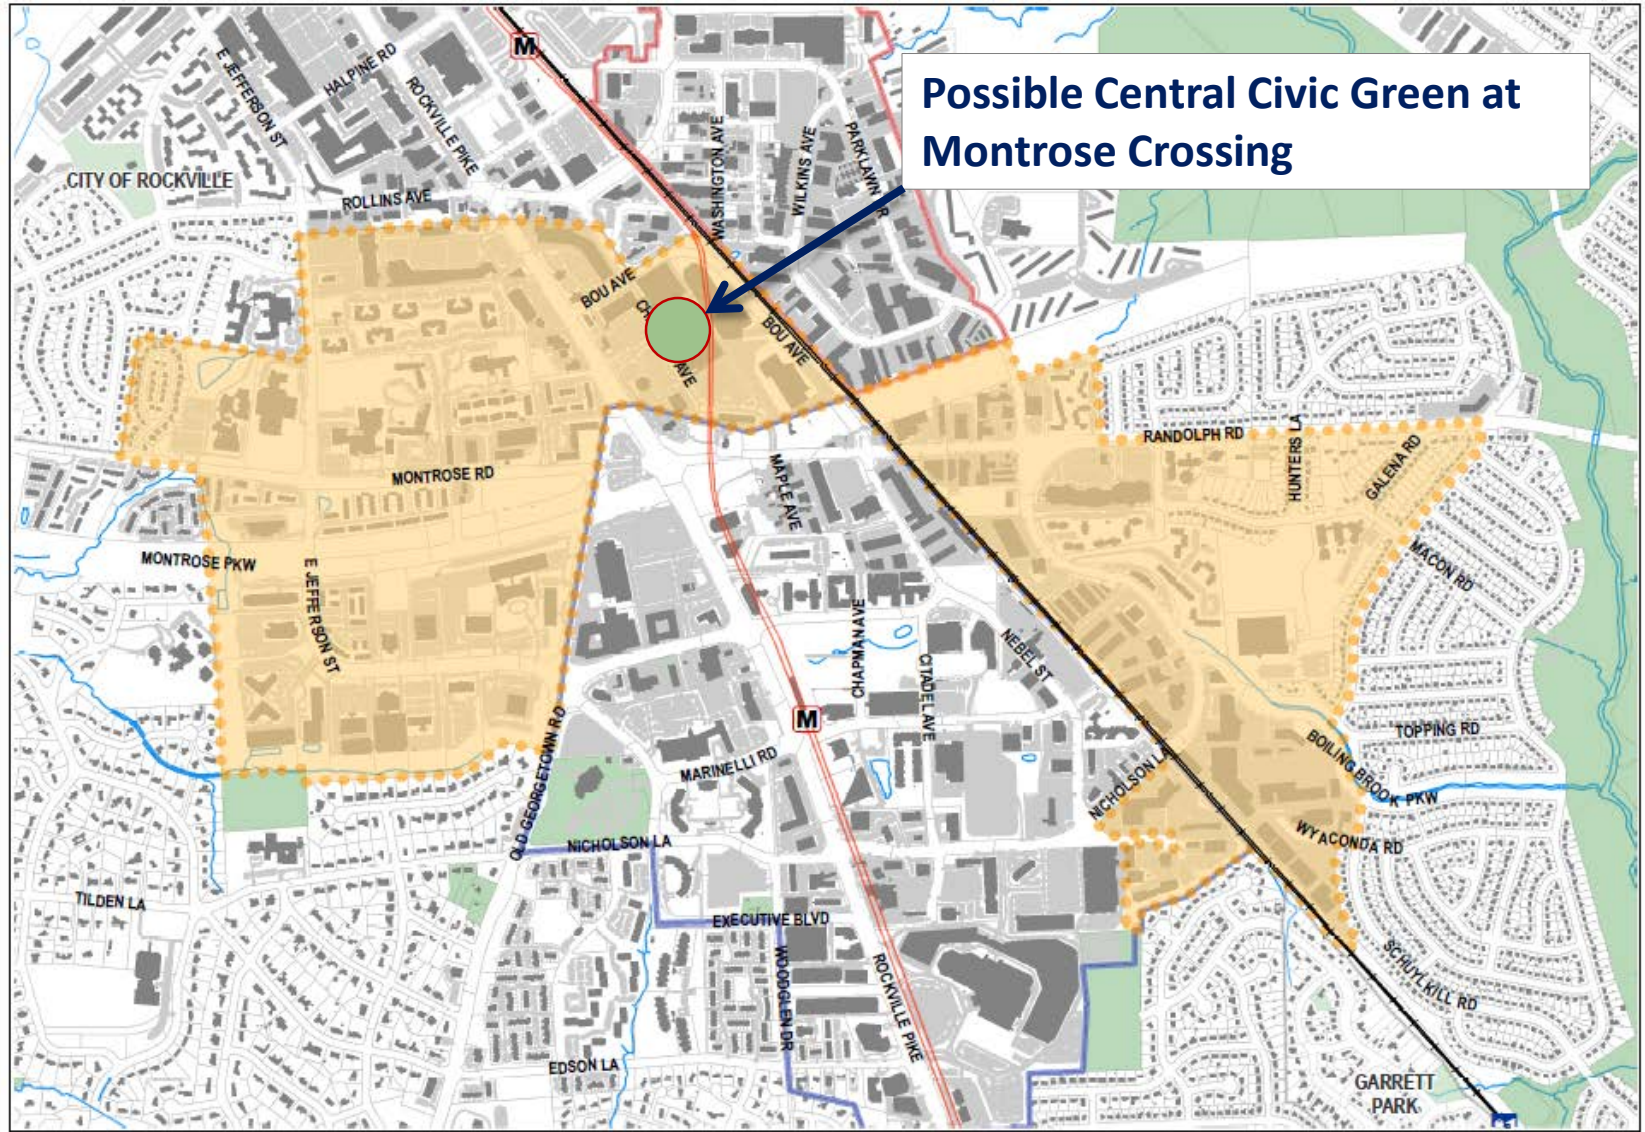 M
Possible Central Civic Green at
Montrose Crossing
E JEFFERSON ST
HALPINE RD
ROCKVILLE PIKE
WASHINGTON AVE
WILKINS AVE
PARKLAWN DR
CITY OF ROCKVILLE
ROLLINS AVE
BOU AVE
CH
AVE
BOU AVE
RANDOLPH RD
HUNTERS LA
GALENA RD
MONTROSE RD
MAPLE AVE
MONTROSE PKW
E JEFFERSON ST
MACON RD
CHAPMAN AVE
NEBEL ST
CITADEL AVE
OLD GEORGETOWN RD
M
MARINELLI RD
NICHOLSON LA
TOPPING RD
BOILING BROOK PKW
WYACONDA RD
NICHOLSON LA
TILDEN LA
EXECUTIVE BLVD
WOODGLEN DR
ROCKVILLE PIKE
SCHUYLKILL RD
EDSON LA
GARRETT
PARK